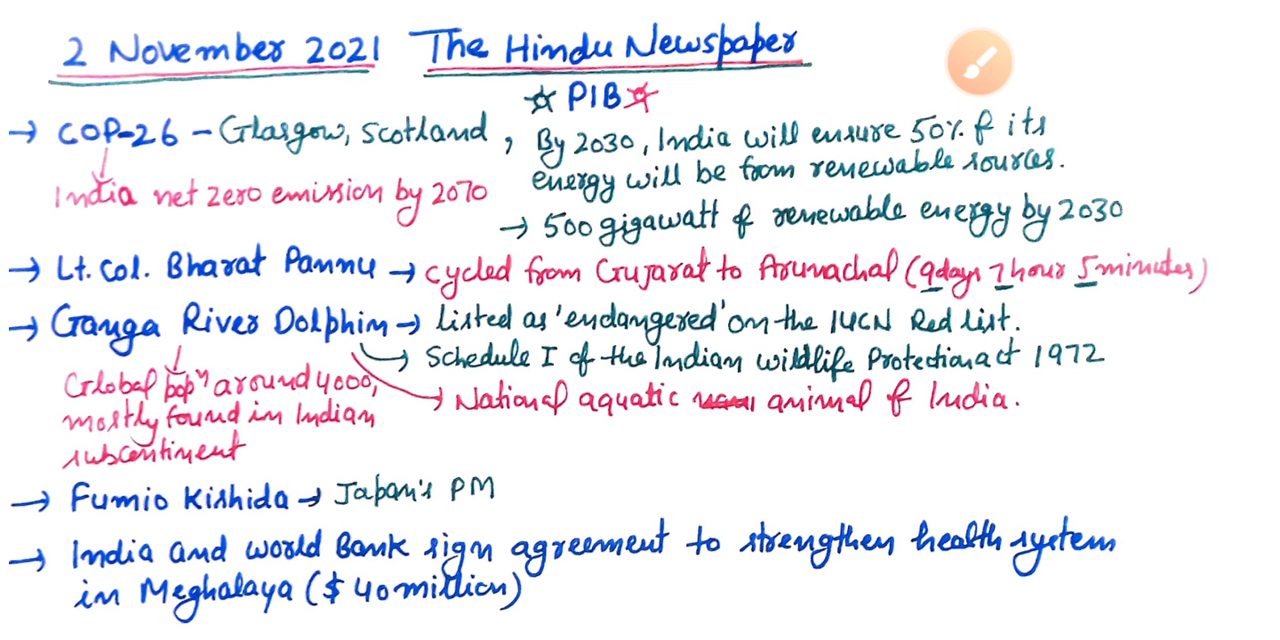 2 November 2021 The Hindu Newspaper
☆ PIB ☆
→ COP-26 - Glasgow, Scotland, By 2030, India will ensure 50% of its
energy will be from renewable sources.
India net zero emission by 2070
→ 500 gigawatt of renewable energy by 2030
→ Lt. Col. Bharat Pannu → cycled from Gujarat to Arunachal (9days 7hour 5minutes)
→ Ganga River Dolphin → listed as 'endangered' on the IUCN Red list.
→ Schedule I of the Indian wildlife Protection act 1972
→ National aquatic animal of India.
Global popⁿ around 4000,
mostly found in Indian
subcontinent
→ Fumio Kishida → Japan's PM
→ India and world Bank sign agreement to strengthen health system
in Meghalaya ($ 40 million)